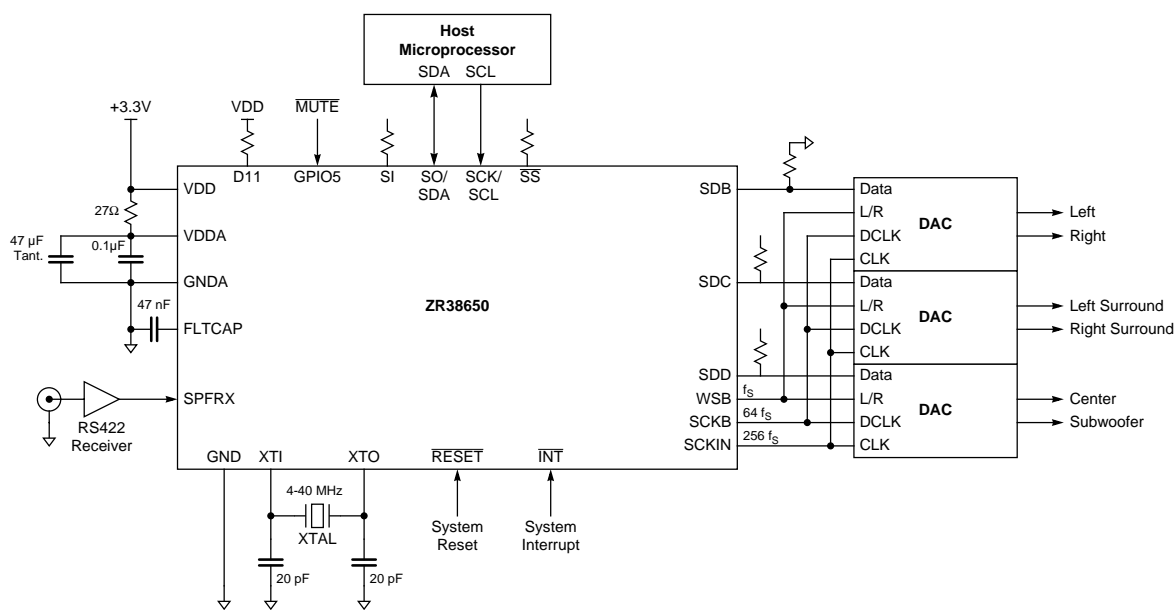 Host
Microprocessor
SDA SCL
+3.3V
VDD
MUTE
D11
GPIO5
SI
SO/
SDA
SCK/
SCL
SS
VDD
27Ω
VDDA
47 µF
Tant.
0.1µF
GNDA
47 nF
FLTCAP
SPFRX
RS422
Receiver
ZR38650
GND
XTI
XTO
RESET
INT
4-40 MHz
XTAL
20 pF
20 pF
System
Reset
System
Interrupt
SDB
SDC
SDD
WSB
fS
SCKB
64 fS
SCKIN
256 fS
Data
L/R
DCLK
CLK
DAC
Left
Right
Data
L/R
DCLK
CLK
DAC
Left Surround
Right Surround
Data
L/R
DCLK
CLK
DAC
Center
Subwoofer